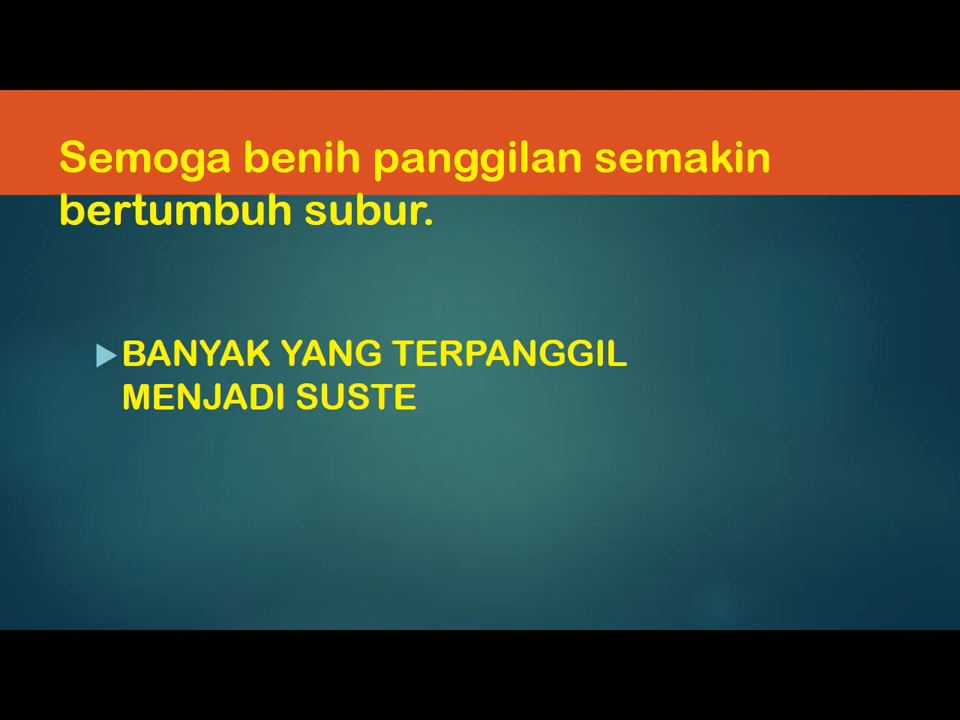 Semoga benih panggilan semakin
bertumbuh subur.
BANYAK YANG TERPANGGIL
MENJADI SUSTE